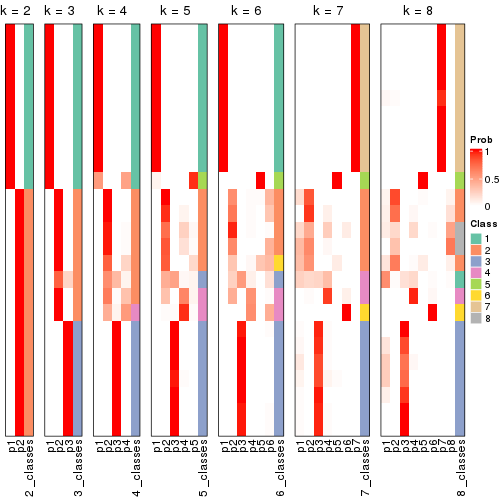 k = 2 k = 3 k = 4 k = 5 k = 6 k = 7 k = 8
Prob
1
0.5
0
Class
1
2
3
4
5
6
7
8
p1 p2 2_classes
p1 p2 p3 3_classes
p1 p2 p3 p4 4_classes
p1 p2 p3 p4 p5 5_classes
p1 p2 p3 p4 p5 p6 6_classes
p1 p2 p3 p4 p5 p6 p7 7_classes
p1 p2 p3 p4 p5 p6 p7 p8 8_classes